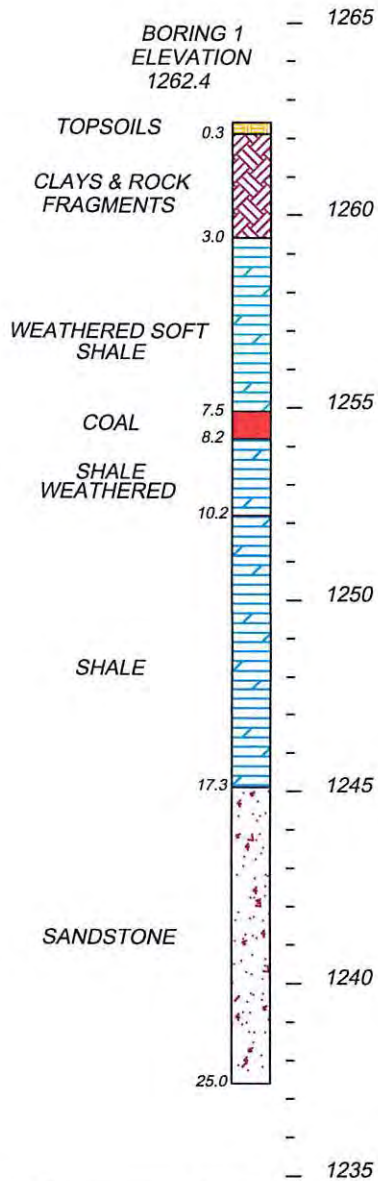 1265
BORING 1
ELEVATION
1262.4
TOPSOILS
0.3
CLAYS & ROCK
FRAGMENTS
1260
3.0
WEATHERED SOFT
SHALE
1255
7.5
COAL
8.2
SHALE
WEATHERED
10.2
1250
SHALE
17.3
1245
SANDSTONE
1240
25.0
1235